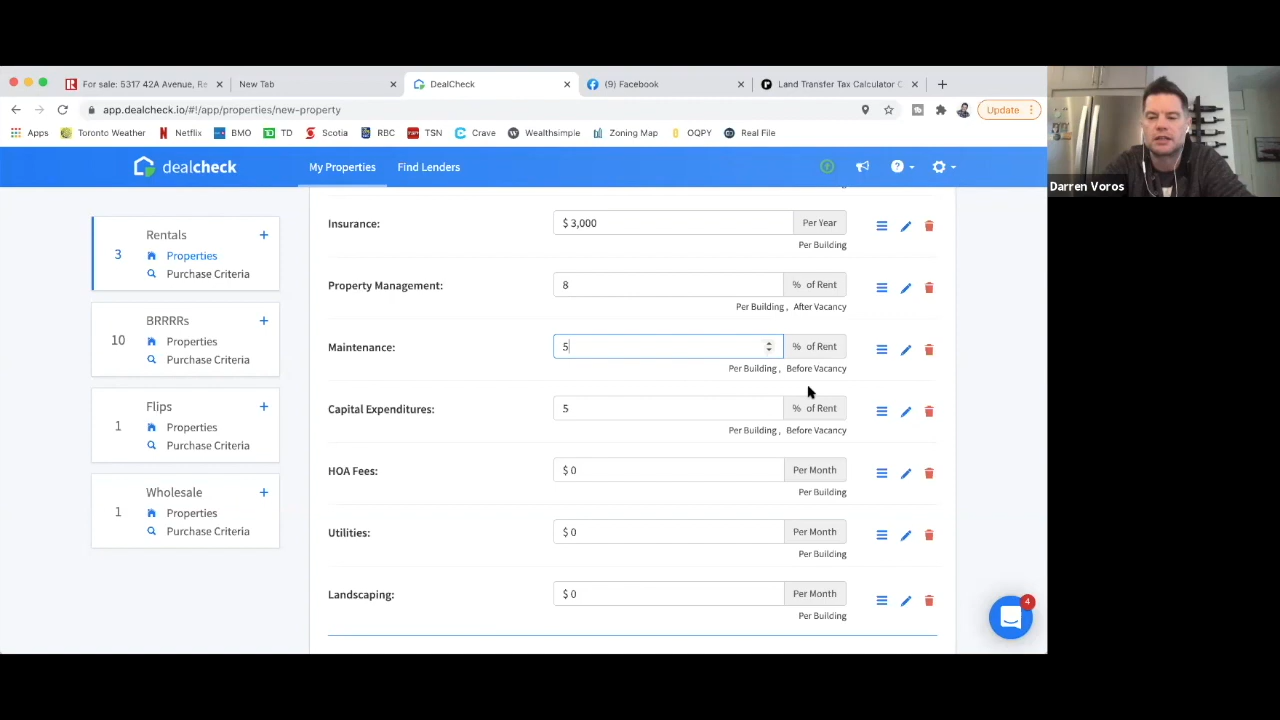 For sale: 5317 42A Avenue, Re
New Tab
DealCheck
(9) Facebook
Land Transfer Tax Calculator C
app.dealcheck.io/#!/app/properties/new-property
Update
Apps
Toronto Weather
Netflix
BMO
TD
Scotia
RBC
TSN
Crave
Wealthsimple
Zoning Map
OQPY
Real File
dealcheck
My Properties
Find Lenders
Darren Voros
Rentals
3
Properties
Purchase Criteria
BRRRRs
10
Properties
Purchase Criteria
Flips
1
Properties
Purchase Criteria
Wholesale
1
Properties
Purchase Criteria
Insurance: $ 3,000 Per Year
Per Building
Property Management: 8 % of Rent
Per Building , After Vacancy
Maintenance: 5 % of Rent
Per Building , Before Vacancy
Capital Expenditures: 5 % of Rent
Per Building , Before Vacancy
HOA Fees: $ 0 Per Month
Per Building
Utilities: $ 0 Per Month
Per Building
Landscaping: $ 0 Per Month
Per Building
4